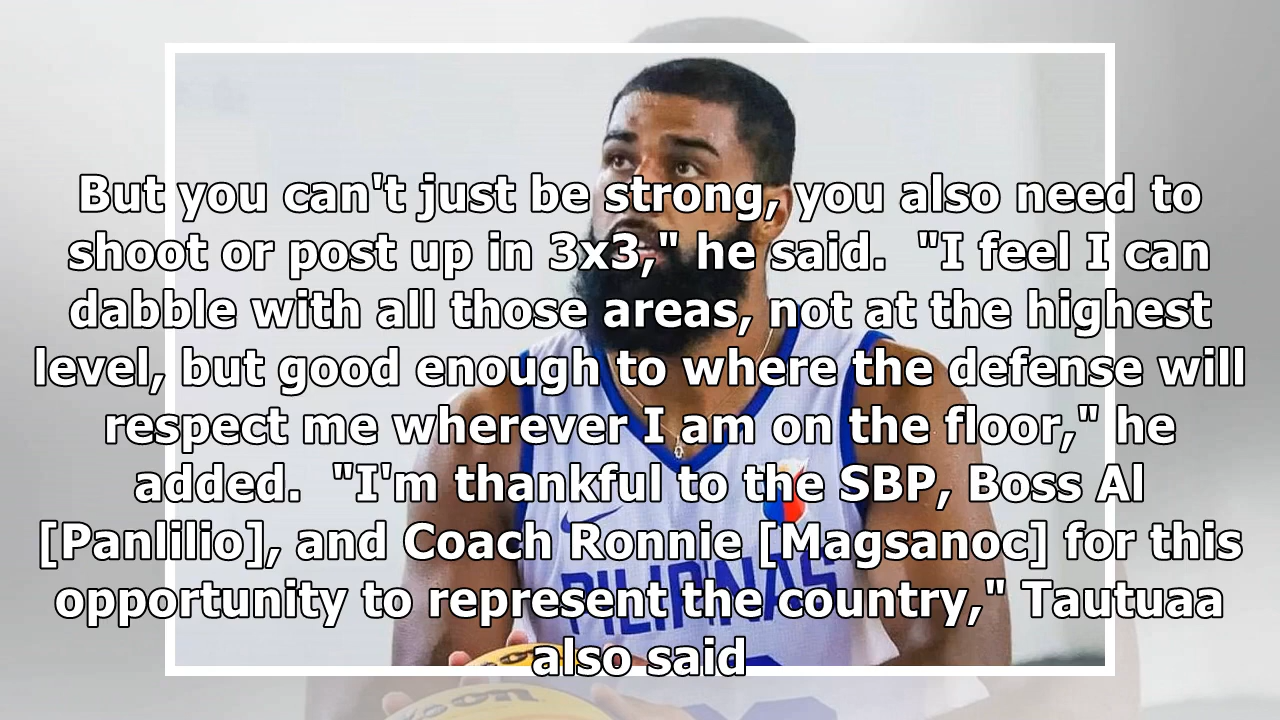 But you can't just be strong, you also need to
shoot or post up in 3x3," he said.  "I feel I can
dabble with all those areas, not at the highest
level, but good enough to where the defense will
respect me wherever I am on the floor," he
added.  "I'm thankful to the SBP, Boss Al
[Panlilio], and Coach Ronnie [Magsanoc] for this
opportunity to represent the country," Tautuaa
also said
PILIPINAS